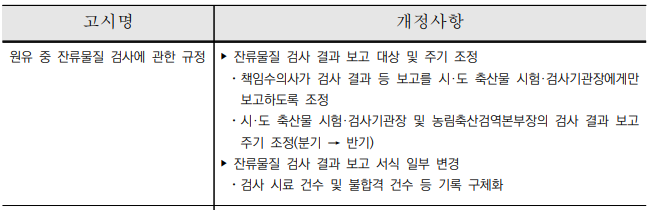 고시명 개정사항
원유 중 잔류물질 검사에 관한 규정
▶ 잔류물질 검사 결과 보고 대상 및 주기 조정
· 책임수의사가 검사 결과 등 보고를 시·도 축산물 시험·검사기관장에게만
보고하도록 조정
· 시·도 축산물 시험·검사기관장 및 농림축산검역본부장의 검사 결과 보고
주기 조정(분기 → 반기)
▶ 잔류물질 검사 결과 보고 서식 일부 변경
· 검사 시료 건수 및 불합격 건수 등 기록 구체화